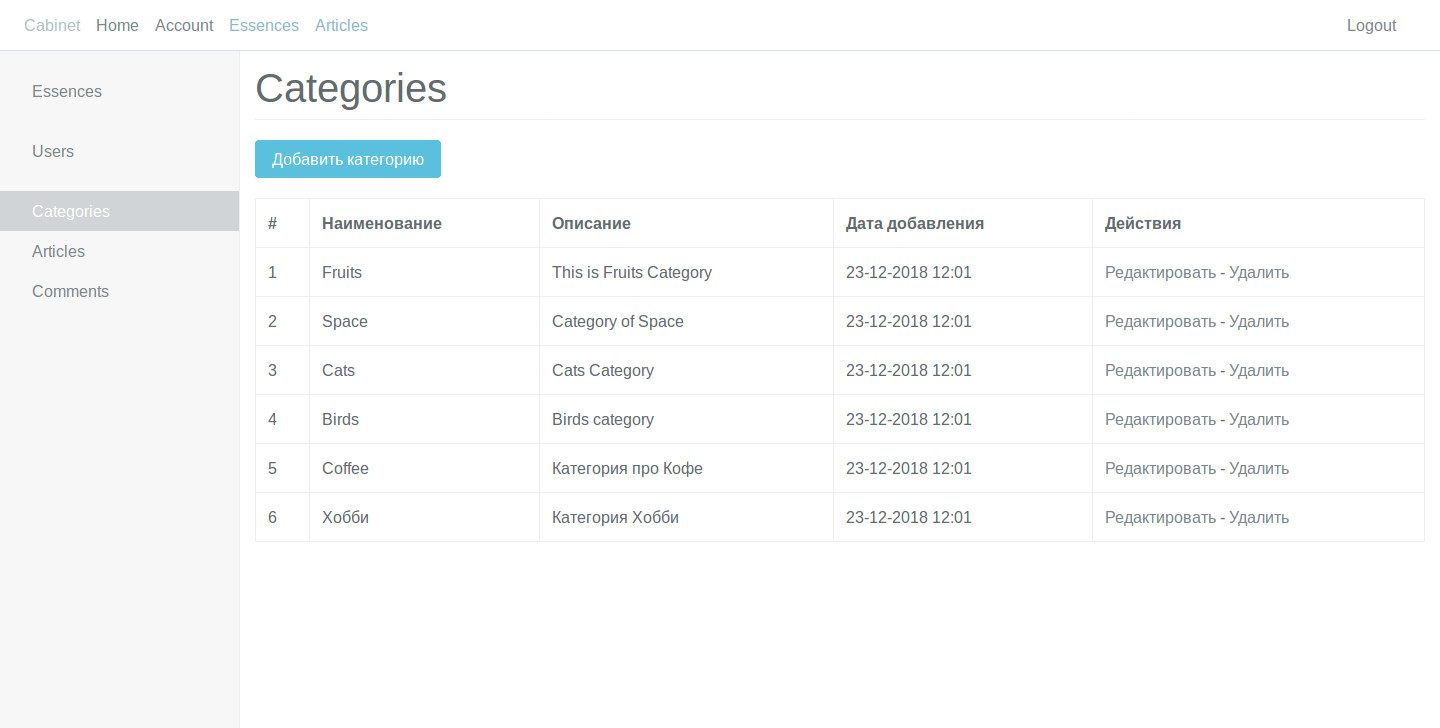 Cabinet Home Account Essences Articles Logout
Essences
Users
Categories
Articles
Comments
Categories
Добавить категорию
# Наименование Описание Дата добавления Действия
1 Fruits This is Fruits Category 23-12-2018 12:01 Редактировать - Удалить
2 Space Category of Space 23-12-2018 12:01 Редактировать - Удалить
3 Cats Cats Category 23-12-2018 12:01 Редактировать - Удалить
4 Birds Birds category 23-12-2018 12:01 Редактировать - Удалить
5 Coffee Категория про Кофе 23-12-2018 12:01 Редактировать - Удалить
6 Хобби Категория Хобби 23-12-2018 12:01 Редактировать - Удалить